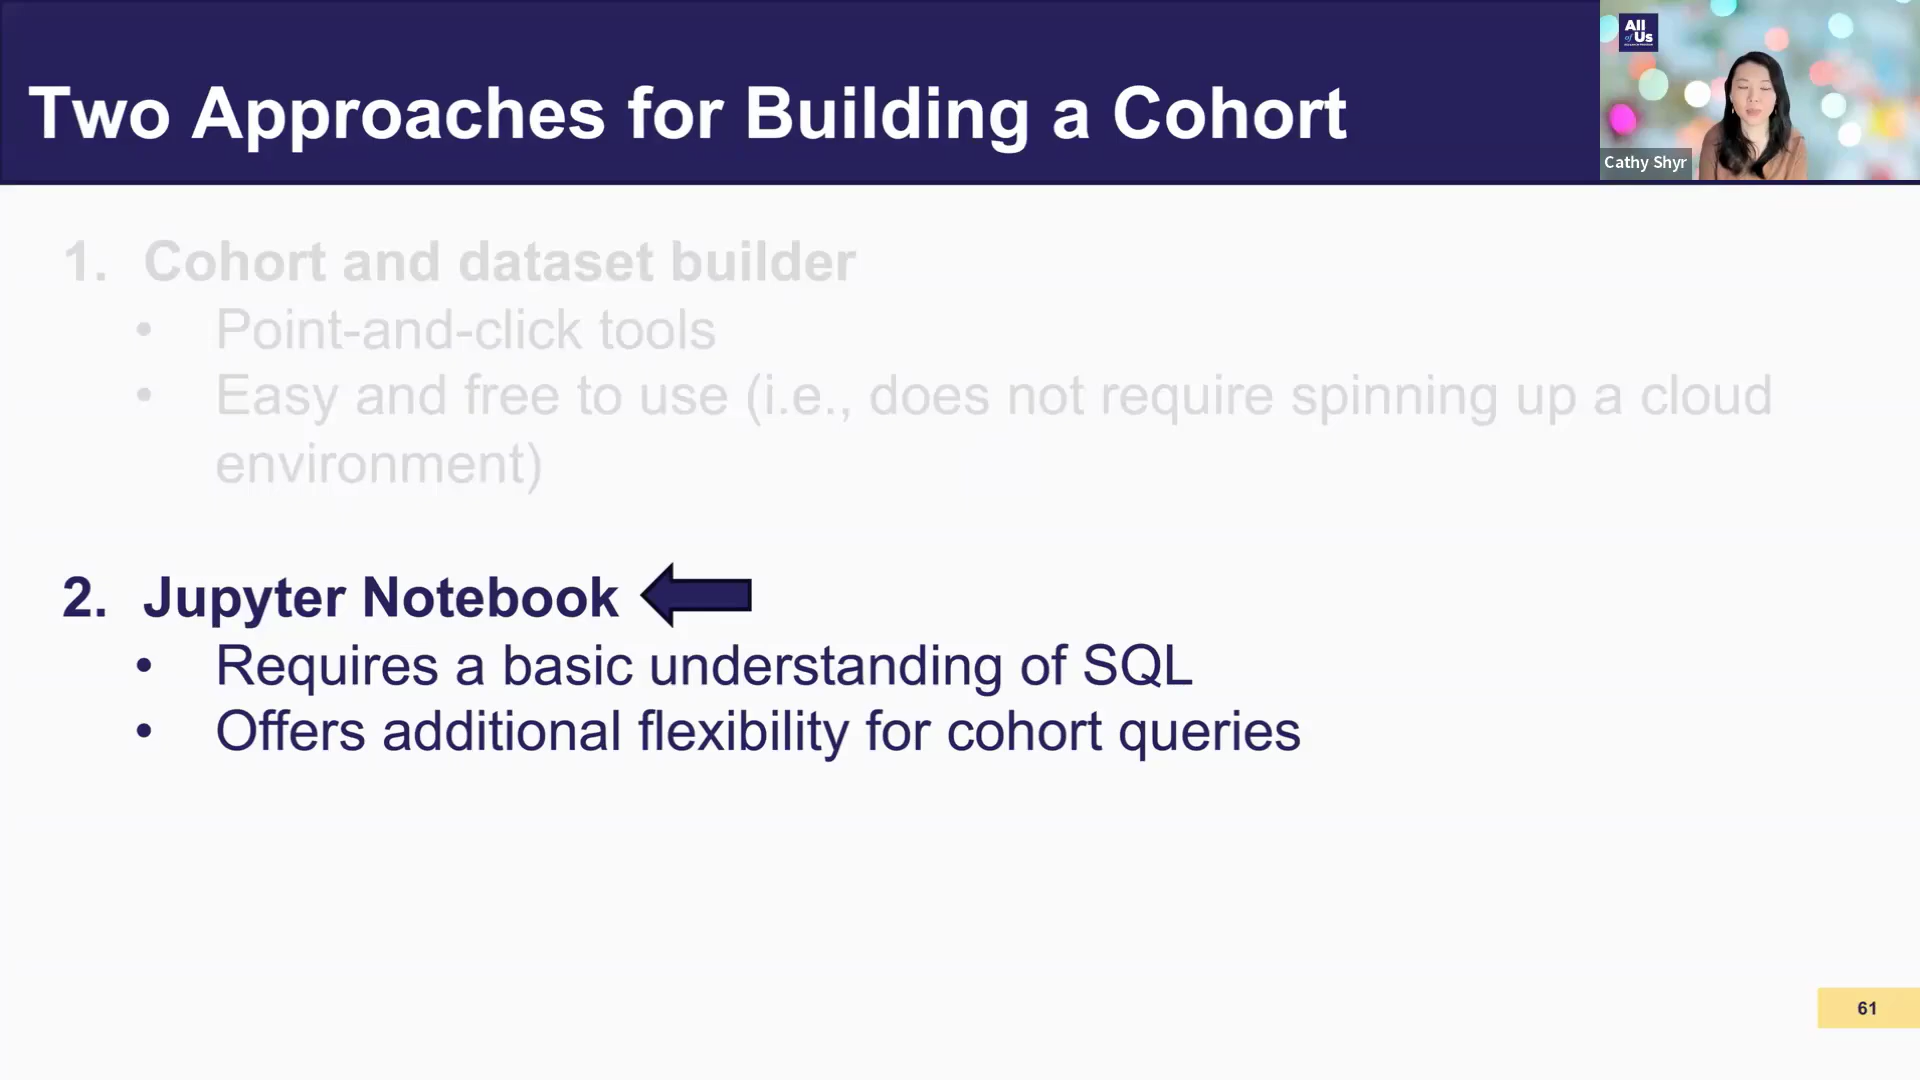 Two Approaches for Building a Cohort
All
of Us
Cathy Shyr
1. Cohort and dataset builder
• Point-and-click tools
• Easy and free to use (i.e., does not require spinning up a cloud
environment)
2. Jupyter Notebook
• Requires a basic understanding of SQL
• Offers additional flexibility for cohort queries
61